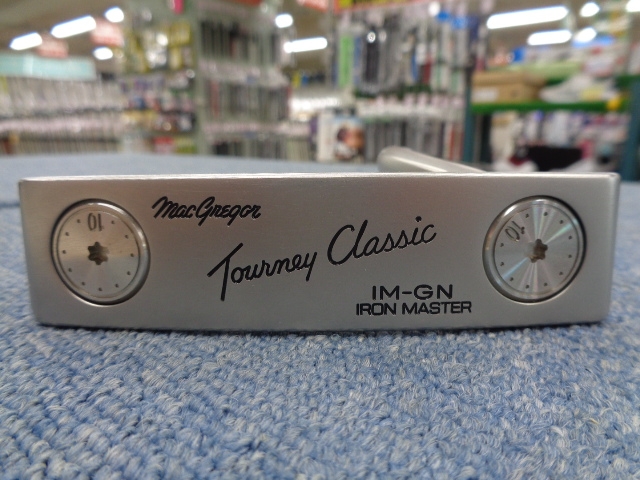 MacGregor
Tourney Classic
IM-GN
IRON MASTER
10
10